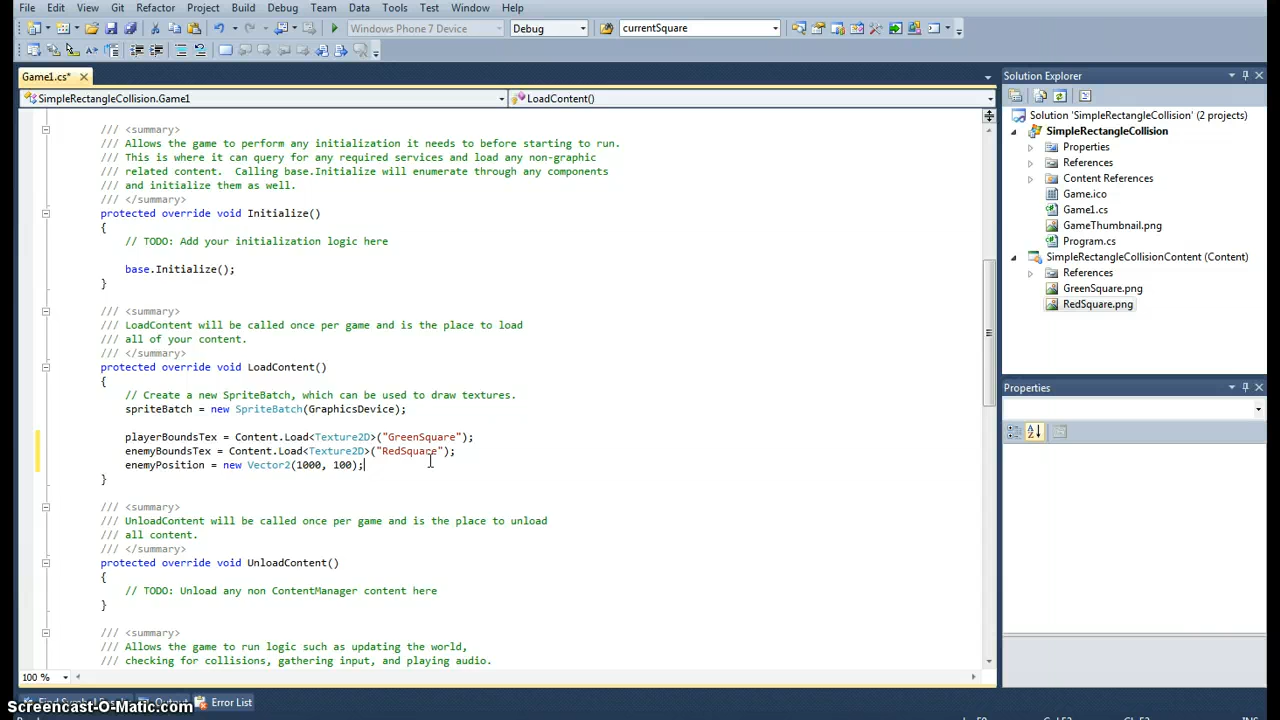 File Edit View Git Refactor Project Build Debug Team Data Tools Test Window Help
Windows Phone 7 Device Debug currentSquare
Game1.cs* Solution Explorer
SimpleRectangleCollision.Game1 LoadContent()
Solution 'SimpleRectangleCollision' (2 projects)
SimpleRectangleCollision
Properties
References
Content References
Game.ico
Game1.cs
GameThumbnail.png
Program.cs
SimpleRectangleCollisionContent (Content)
References
GreenSquare.png
RedSquare.png
Properties
/// <summary>
/// Allows the game to perform any initialization it needs to before starting to run.
/// This is where it can query for any required services and load any non-graphic
/// related content.  Calling base.Initialize will enumerate through any components
/// and initialize them as well.
/// </summary>
protected override void Initialize()
{
// TODO: Add your initialization logic here
base.Initialize();
}
/// <summary>
/// LoadContent will be called once per game and is the place to load
/// all of your content.
/// </summary>
protected override void LoadContent()
{
// Create a new SpriteBatch, which can be used to draw textures.
spriteBatch = new SpriteBatch(GraphicsDevice);
playerBoundsTex = Content.Load<Texture2D>("GreenSquare");
enemyBoundsTex = Content.Load<Texture2D>("RedSquare");
enemyPosition = new Vector2(1000, 100);
}
/// <summary>
/// UnloadContent will be called once per game and is the place to unload
/// all content.
/// </summary>
protected override void UnloadContent()
{
// TODO: Unload any non ContentManager content here
}
/// <summary>
/// Allows the game to run logic such as updating the world,
/// checking for collisions, gathering input, and playing audio.
100 %
Error List
Screencast-O-Matic.com